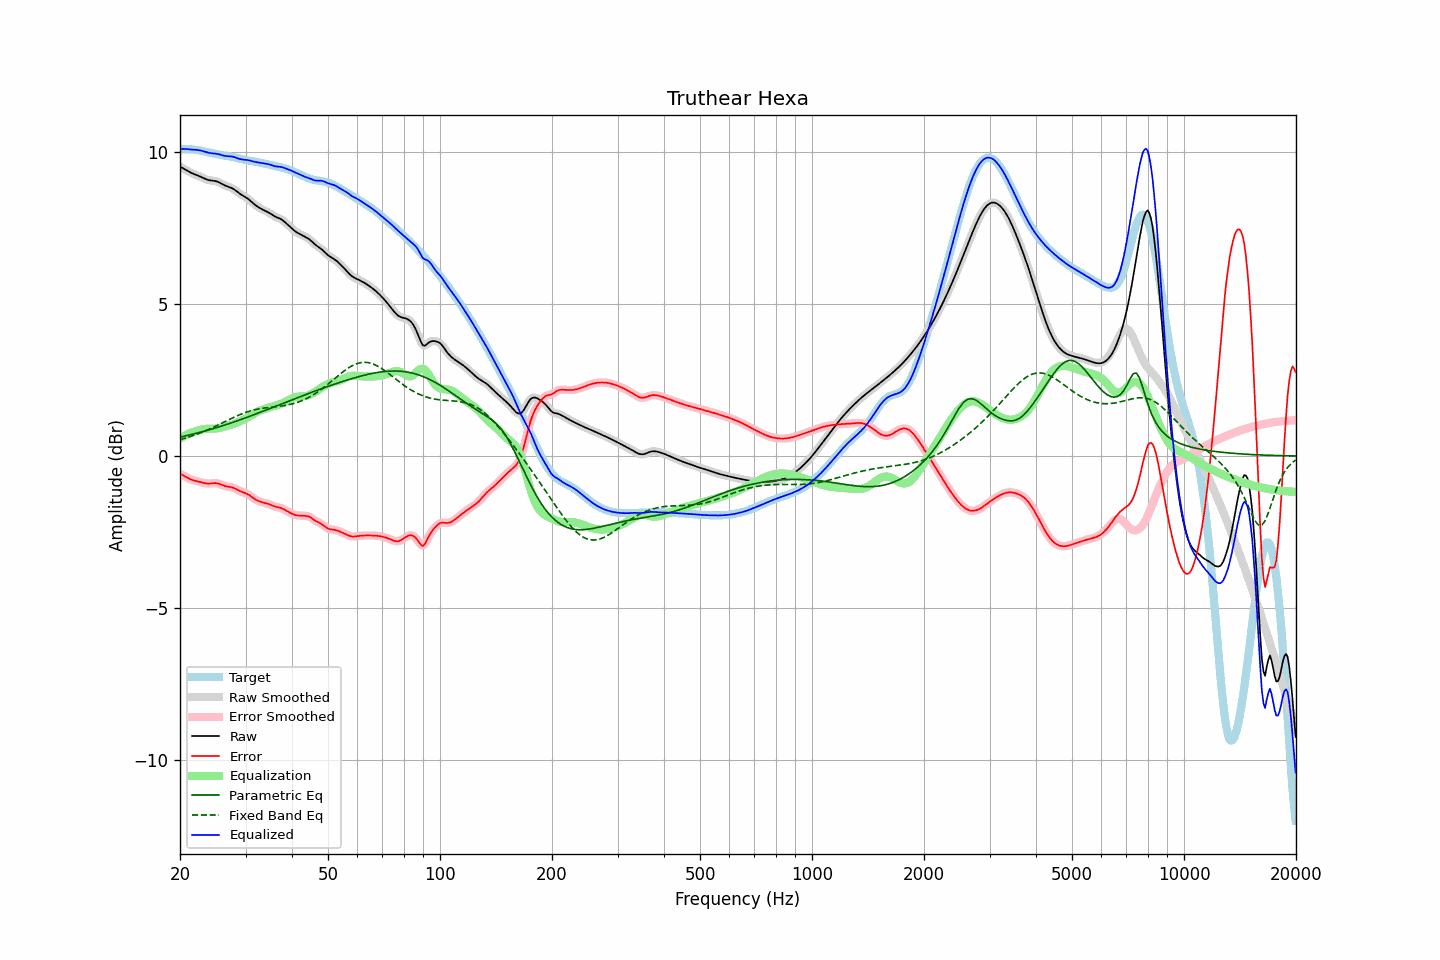 Truthear Hexa
Amplitude (dBr)
10
5
0
−5
−10
Target
Raw Smoothed
Error Smoothed
Raw
Error
Equalization
Parametric Eq
Fixed Band Eq
Equalized
20 50 100 200 500 1000 2000 5000 10000 20000
Frequency (Hz)